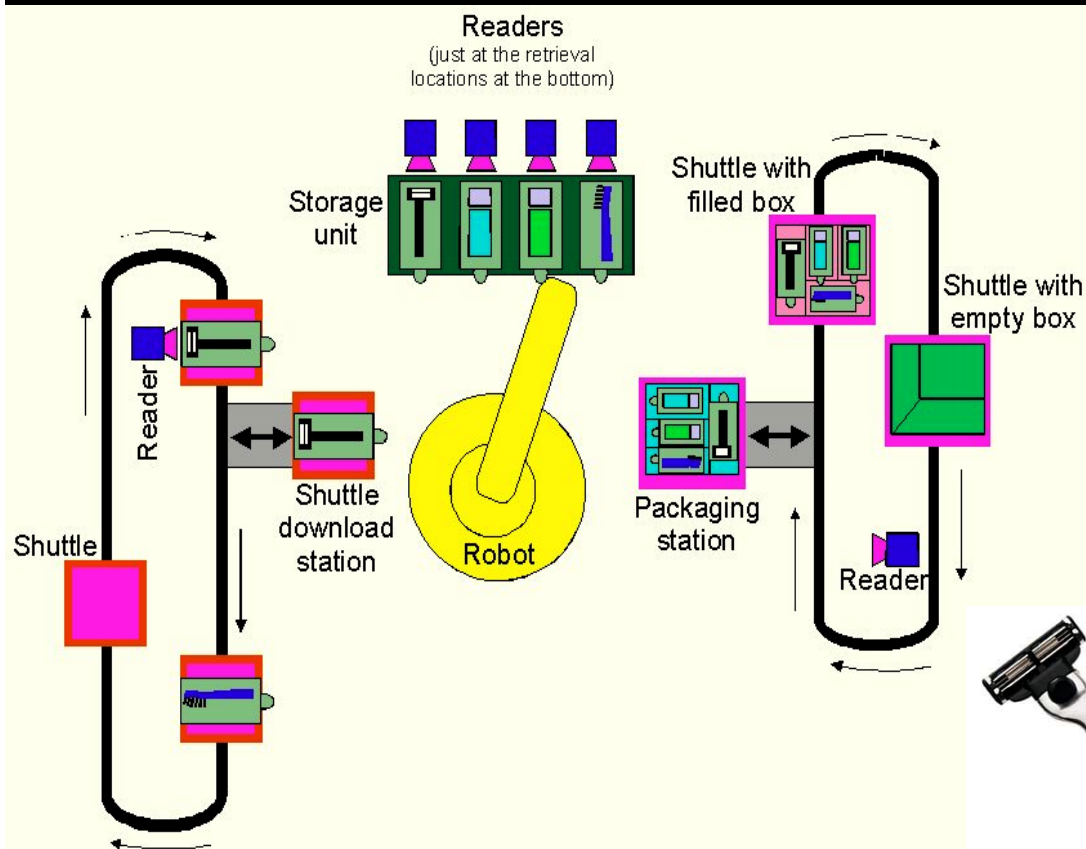 Readers
(just at the retrieval
locations at the bottom)
Storage
unit
Shuttle with
filled box
Shuttle with
empty box
Reader
Shuttle
download
station
Robot
Packaging
station
Shuttle
Reader